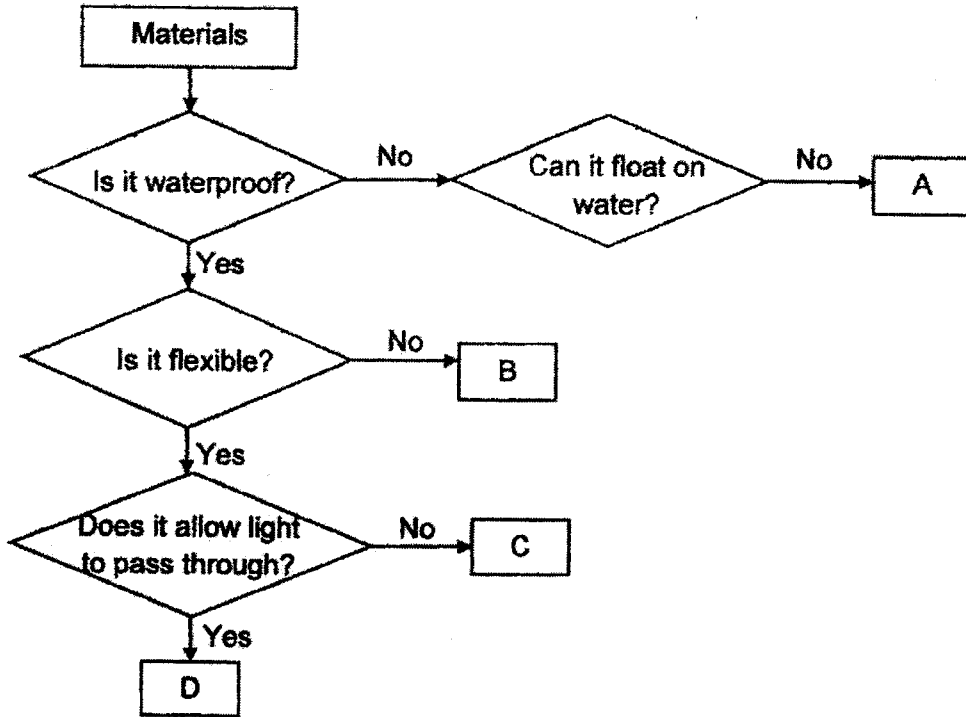 Materials
Is it waterproof?
No
Can it float on
water?
No
A
Yes
Is it flexible?
No
B
Yes
Does it allow light
to pass through?
No
C
Yes
D